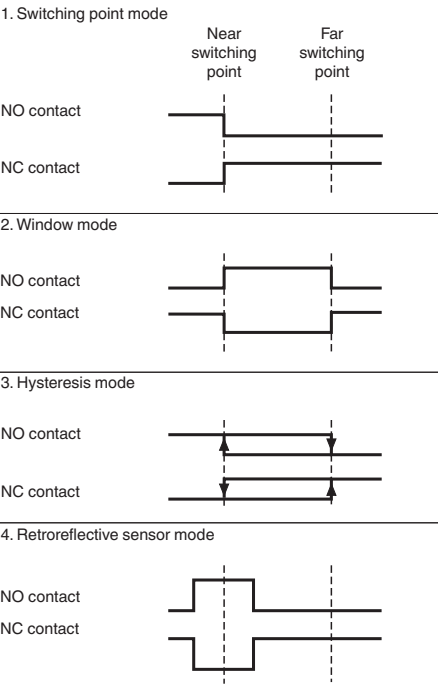 1. Switching point mode
Near
switching
point
Far
switching
point
NO contact
NC contact
2. Window mode
NO contact
NC contact
3. Hysteresis mode
NO contact
NC contact
4. Retroreflective sensor mode
NO contact
NC contact